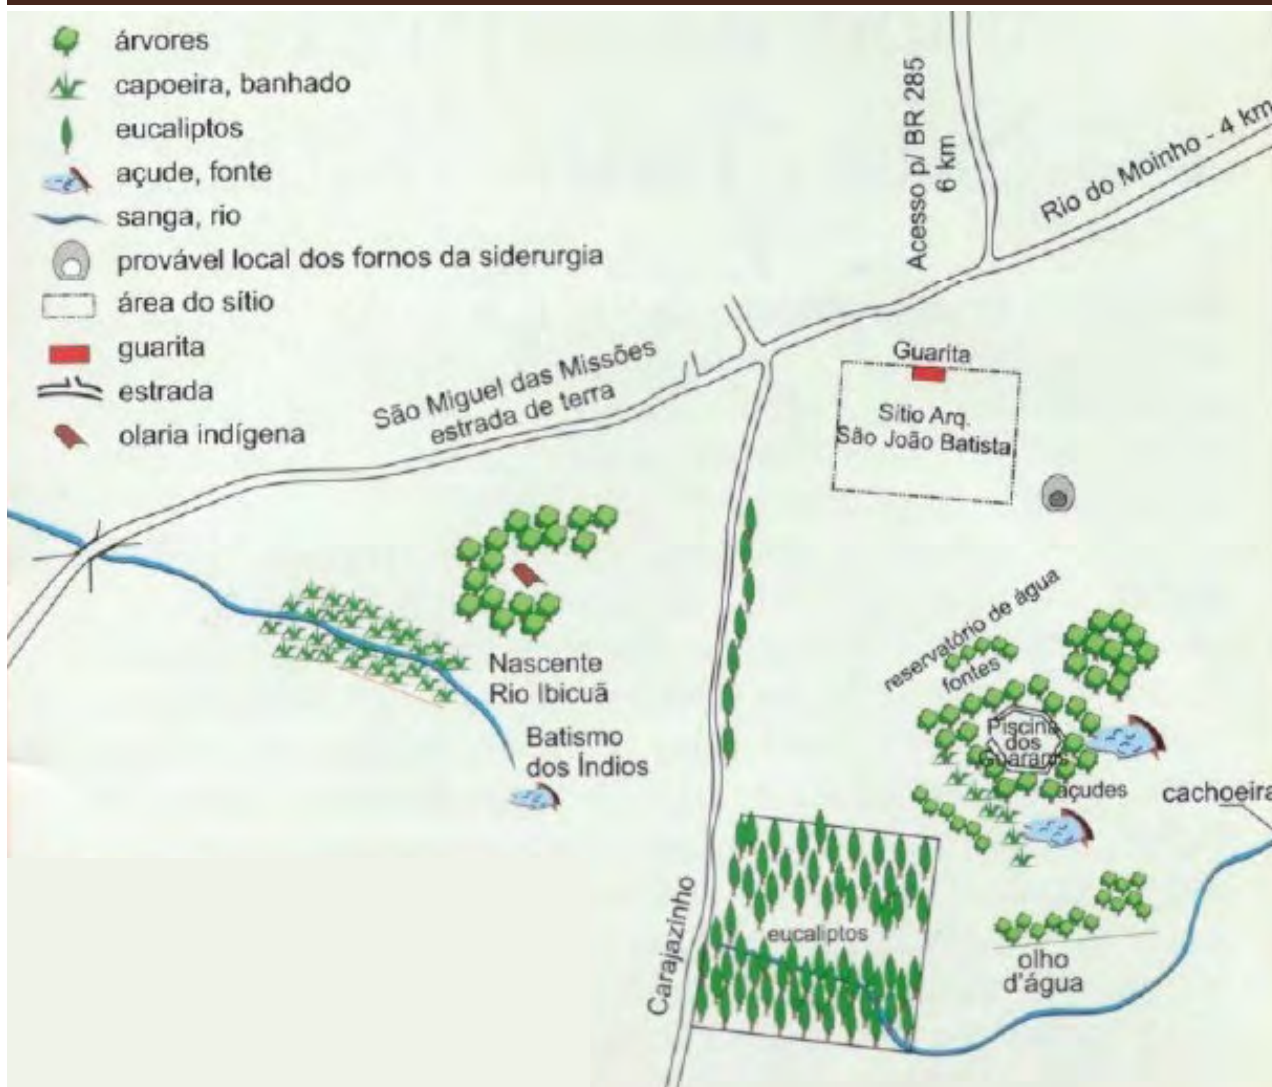 árvores
capoeira, banhado
eucaliptos
açude, fonte
sanga, rio
provável local dos fornos da siderurgia
área do sítio
guarita
estrada
olaria indígena
Acesso p/ BR 285
6 km
Rio do Moinho - 4 km
São Miguel das Missões
estrada de terra
Guarita
Sítio Arq.
São João Batista
reservatório de água
fontes
Nascente
Rio Ibicuã
Batismo
dos Índios
Piscina
dos
Guaranis
açudes
cachoeira
Carajazinho
eucaliptos
olho
d'água